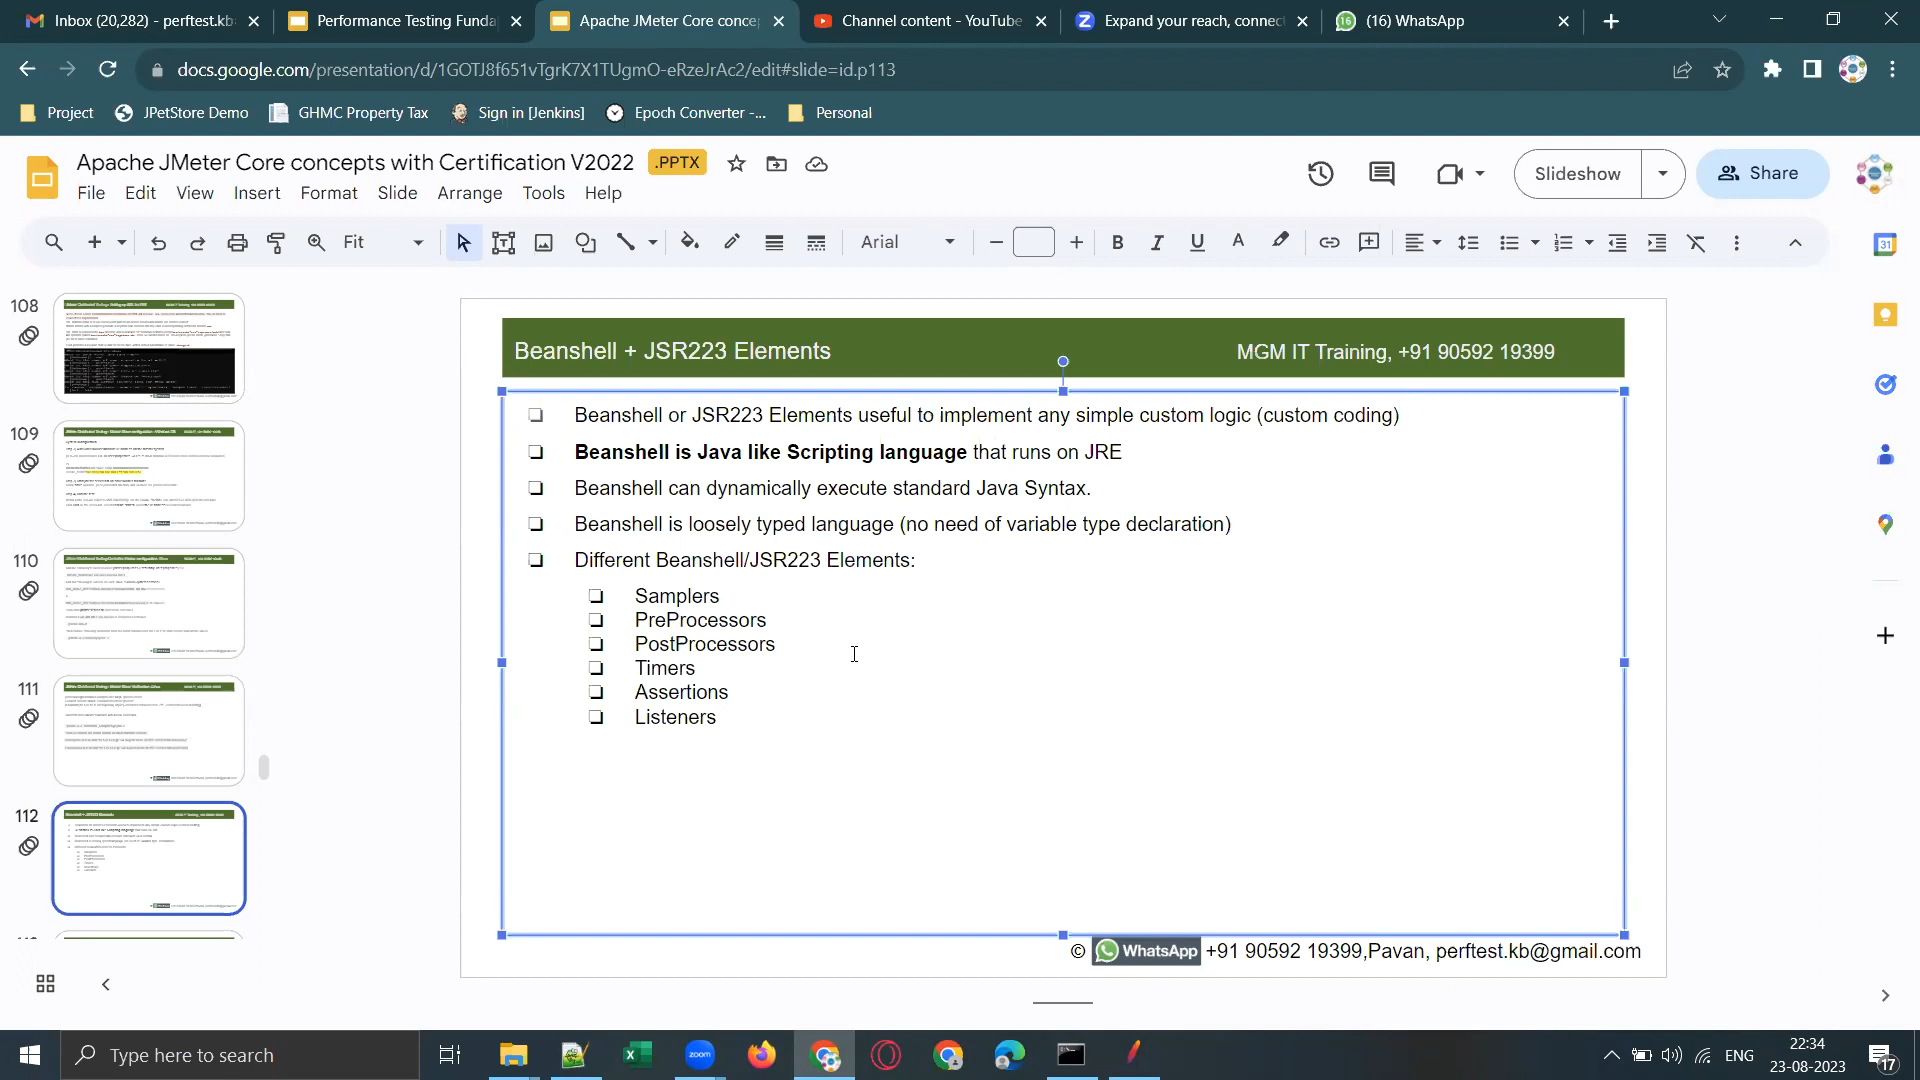 Inbox (20,282) - perftest.kb
Performance Testing Funda
Apache JMeter Core concep
Channel content - YouTube
Expand your reach, connec
(16) WhatsApp
docs.google.com/presentation/d/1GOTJ8f651vTgrK7X1TUgmO-eRzeJrAc2/edit#slide=id.p113
Project
JPetStore Demo
GHMC Property Tax
Sign in [Jenkins]
Epoch Converter -...
Personal
Apache JMeter Core concepts with Certification V2022
.PPTX
File Edit View Insert Format Slide Arrange Tools Help
Slideshow
Share
Fit
Arial
108
109
110
111
112
Beanshell + JSR223 Elements
MGM IT Training, +91 90592 19399
Beanshell or JSR223 Elements useful to implement any simple custom logic (custom coding)
Beanshell is Java like Scripting language that runs on JRE
Beanshell can dynamically execute standard Java Syntax.
Beanshell is loosely typed language (no need of variable type declaration)
Different Beanshell/JSR223 Elements:
Samplers
PreProcessors
PostProcessors
Timers
Assertions
Listeners
© WhatsApp +91 90592 19399,Pavan, perftest.kb@gmail.com
Type here to search
zoom
ENG
22:34
23-08-2023
17